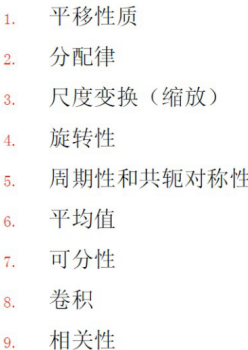 1. 平移性质
2. 分配律
3. 尺度变换（缩放）
4. 旋转性
5. 周期性和共轭对称性
6. 平均值
7. 可分性
8. 卷积
9. 相关性